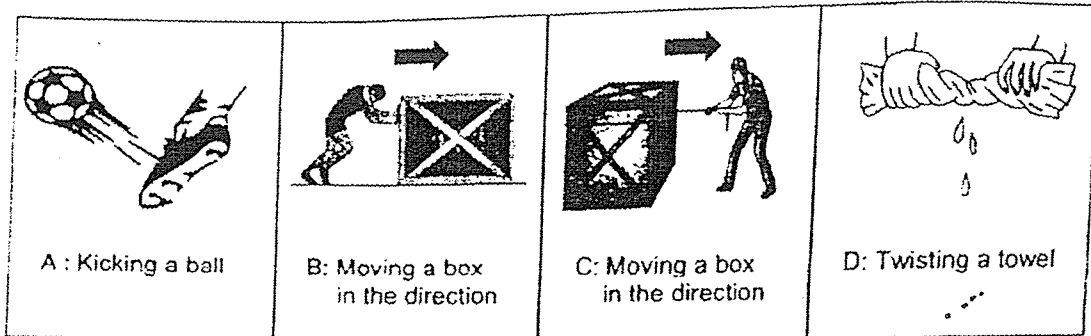 A : Kicking a ball
B: Moving a box
in the direction
C: Moving a box
in the direction
D: Twisting a towel